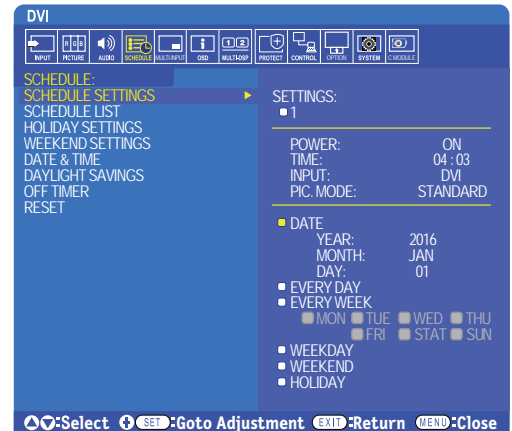 DVI
INPUT PICTURE AUDIO SCHEDULE MULTI-INPUT OSD MULTI-DSP PROTECT CONTROL OPTION SYSTEM C MODULE
SCHEDULE:
SCHEDULE SETTINGS
SCHEDULE LIST
HOLIDAY SETTINGS
WEEKEND SETTINGS
DATE & TIME
DAYLIGHT SAVINGS
OFF TIMER
RESET
SETTINGS:
1
POWER: ON
TIME: 04 : 03
INPUT: DVI
PIC. MODE: STANDARD
DATE
YEAR: 2016
MONTH: JAN
DAY: 01
EVERY DAY
EVERY WEEK
MON TUE WED THU
FRI STAT SUN
WEEKDAY
WEEKEND
HOLIDAY
:Select SET:Goto Adjustment EXIT:Return MENU:Close